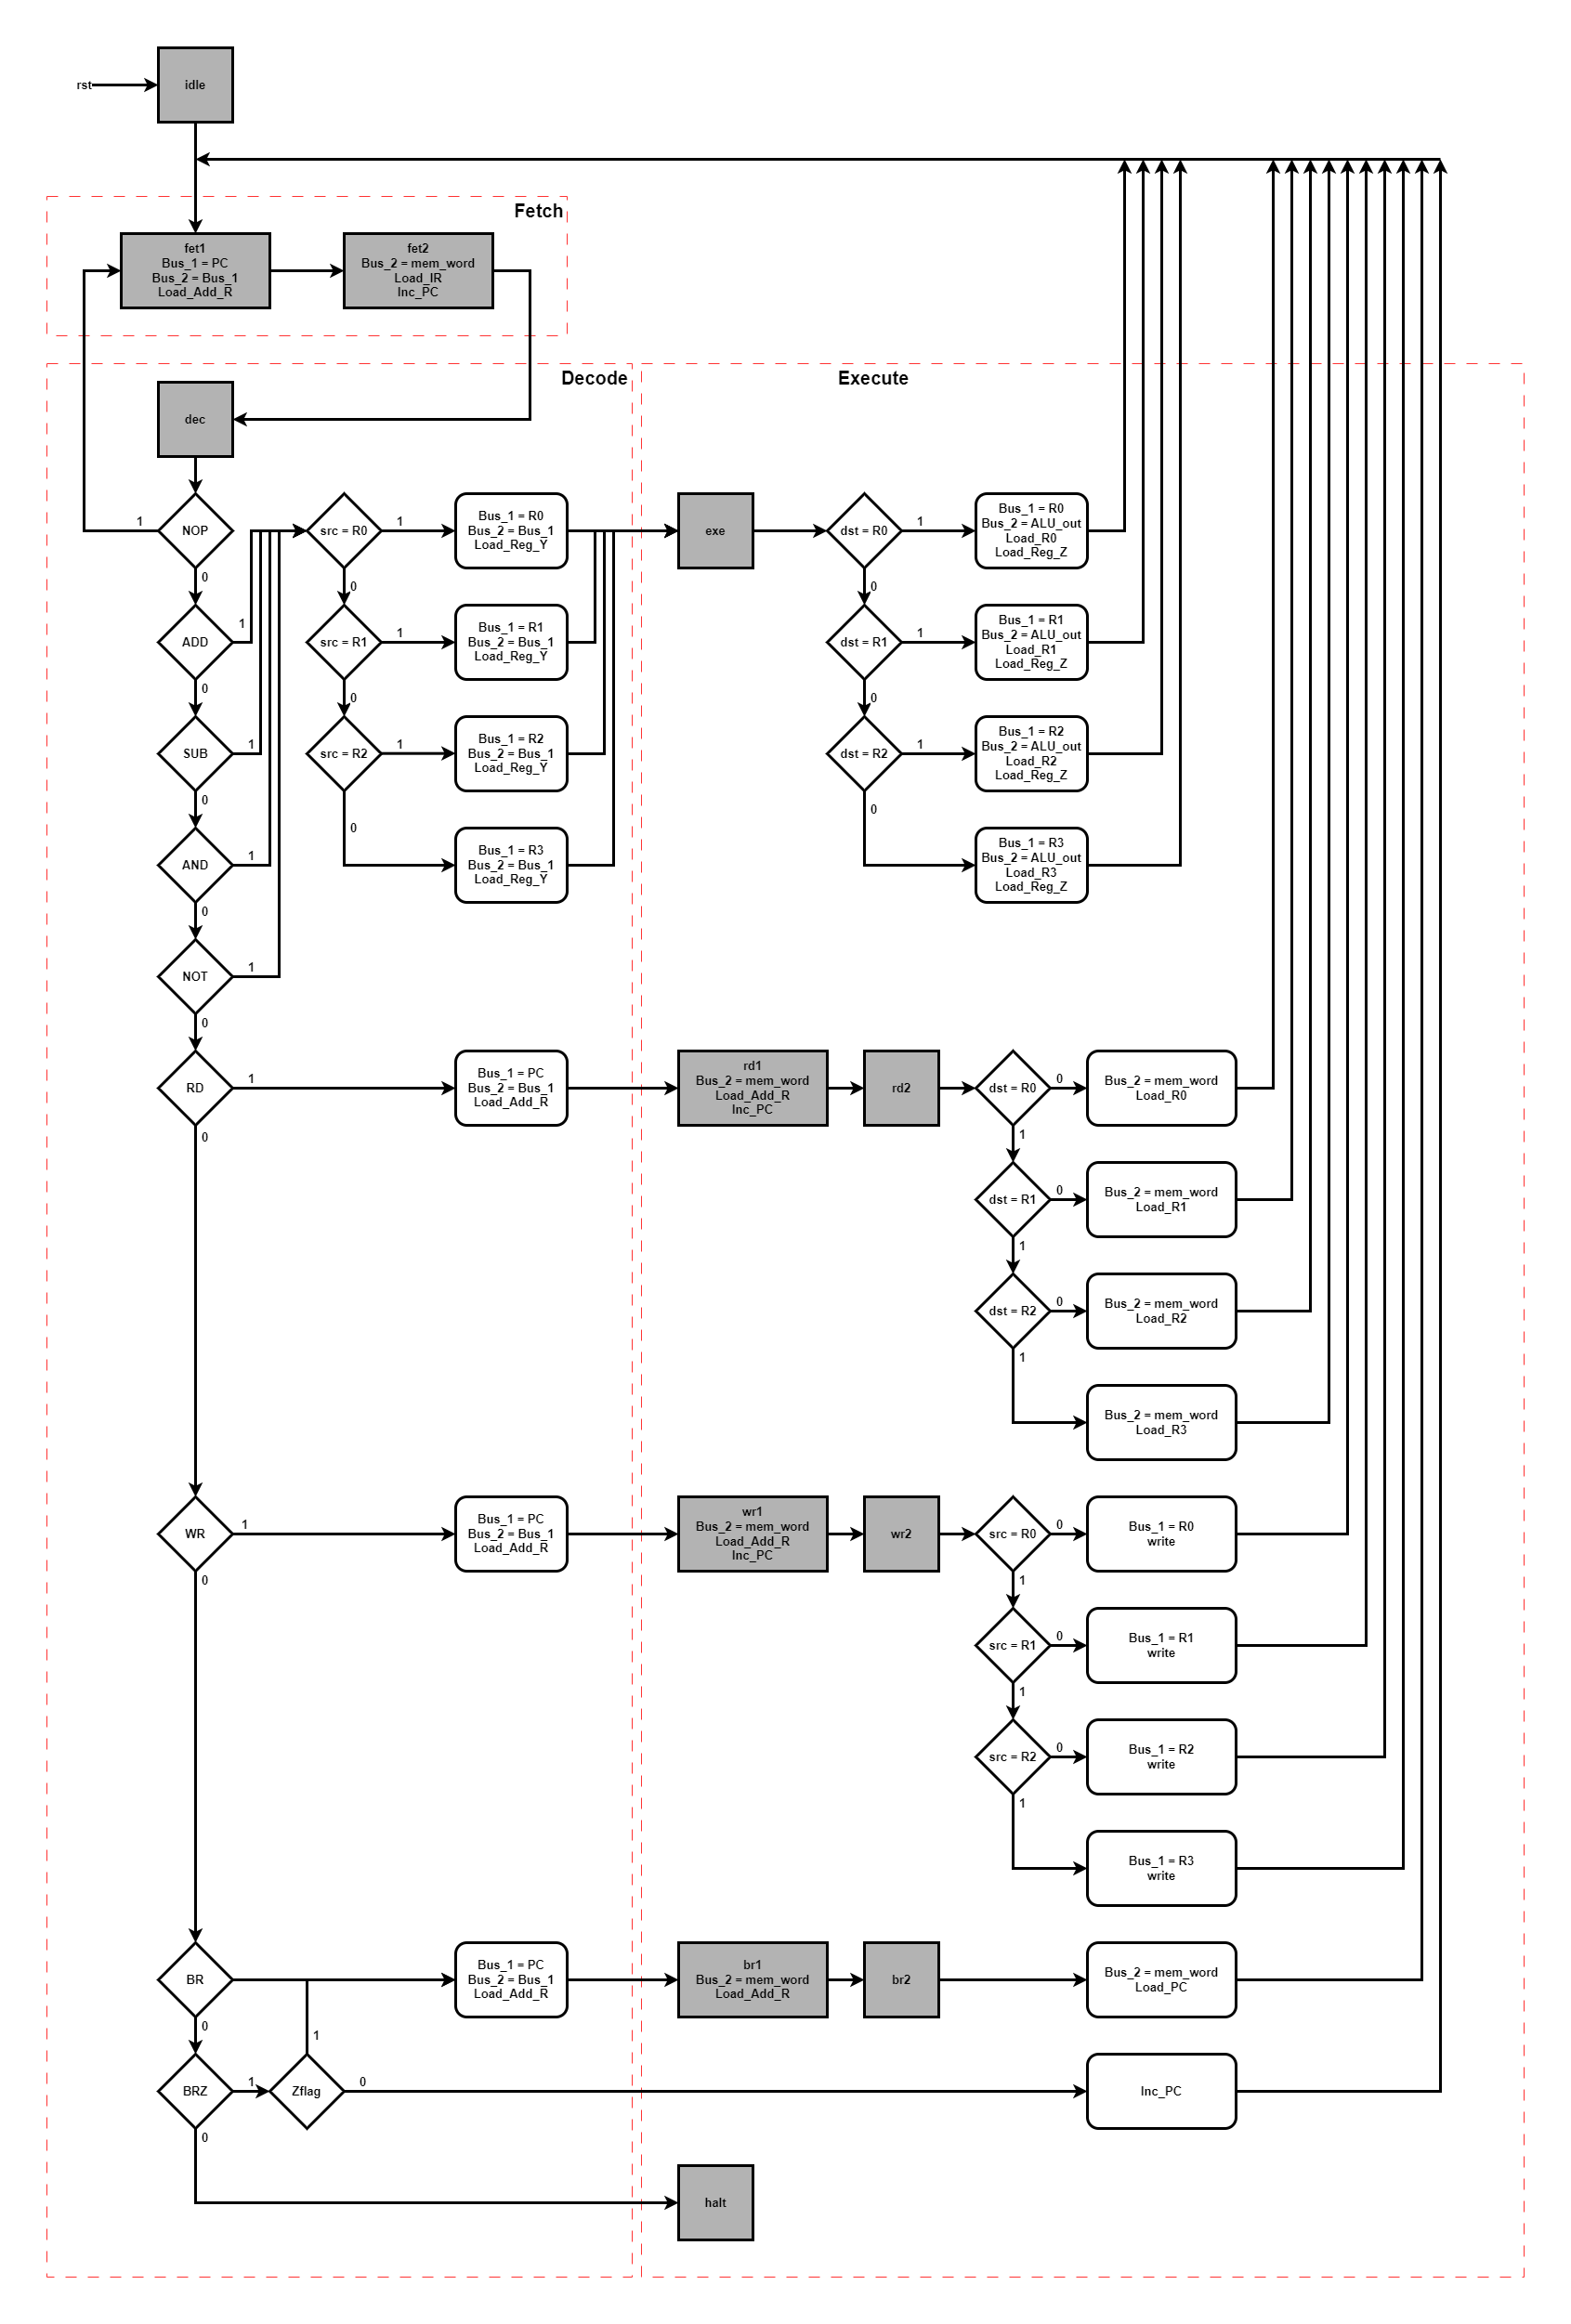 rst
idle
Fetch
fet1
Bus_1 = PC
Bus_2 = Bus_1
Load_Add_R
fet2
Bus_2 = mem_word
Load_IR
Inc_PC
Decode
Execute
dec
NOP
1
0
src = R0
1
0
Bus_1 = R0
Bus_2 = Bus_1
Load_Reg_Y
exe
dst = R0
1
0
Bus_1 = R0
Bus_2 = ALU_out
Load_R0
Load_Reg_Z
ADD
1
0
src = R1
1
0
Bus_1 = R1
Bus_2 = Bus_1
Load_Reg_Y
dst = R1
1
0
Bus_1 = R1
Bus_2 = ALU_out
Load_R1
Load_Reg_Z
SUB
1
0
src = R2
1
0
Bus_1 = R2
Bus_2 = Bus_1
Load_Reg_Y
dst = R2
1
0
Bus_1 = R2
Bus_2 = ALU_out
Load_R2
Load_Reg_Z
AND
1
0
Bus_1 = R3
Bus_2 = Bus_1
Load_Reg_Y
Bus_1 = R3
Bus_2 = ALU_out
Load_R3
Load_Reg_Z
NOT
1
0
RD
1
0
Bus_1 = PC
Bus_2 = Bus_1
Load_Add_R
rd1
Bus_2 = mem_word
Load_Add_R
Inc_PC
rd2
dst = R0
0
1
Bus_2 = mem_word
Load_R0
dst = R1
0
1
Bus_2 = mem_word
Load_R1
dst = R2
0
1
Bus_2 = mem_word
Load_R2
Bus_2 = mem_word
Load_R3
WR
1
0
Bus_1 = PC
Bus_2 = Bus_1
Load_Add_R
wr1
Bus_2 = mem_word
Load_Add_R
Inc_PC
wr2
src = R0
0
1
Bus_1 = R0
write
src = R1
0
1
Bus_1 = R1
write
src = R2
0
1
Bus_1 = R2
write
Bus_1 = R3
write
BR
0
Bus_1 = PC
Bus_2 = Bus_1
Load_Add_R
br1
Bus_2 = mem_word
Load_Add_R
br2
Bus_2 = mem_word
Load_PC
BRZ
1
0
Zflag
1
0
Inc_PC
halt